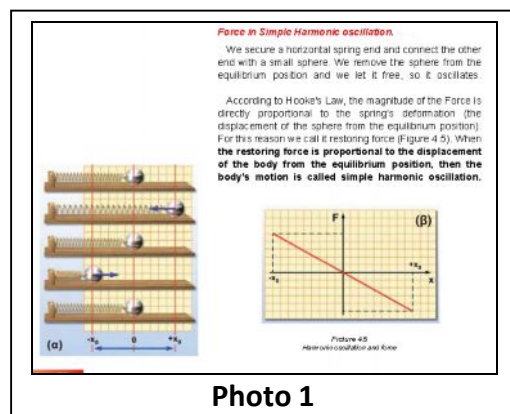 Force in Simple Harmonic oscillation.
We secure a horizontal spring end and connect the other
end with a small sphere. We remove the sphere from the
equilibrium position and we let it free, so it oscillates.
According to Hooke's Law, the magnitude of the Force is
directly proportional to the spring's deformation (the
displacement of the sphere from the equilibrium position).
For this reason we call it restoring force (Figure 4.5). When
the restoring force is proportional to the displacement
of the body from the equilibrium position, then the
body's motion is called simple harmonic oscillation.
F
(β)
+x₀
-x₀
x
(α)
-x₀ 0 +x₀
Picture 4.5
Harmonic oscillation and force
Photo 1